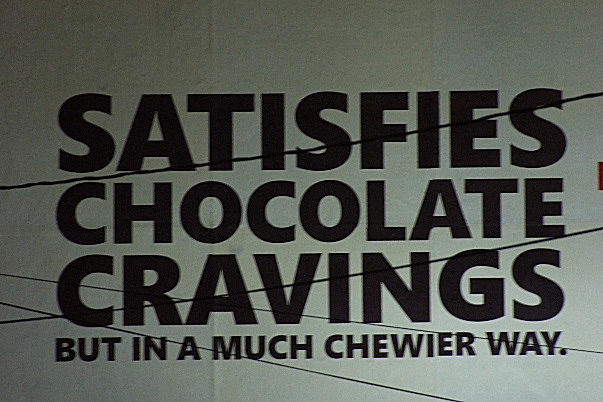 SATISFIES
CHOCOLATE
CRAVINGS
BUT IN A MUCH CHEWIER WAY.